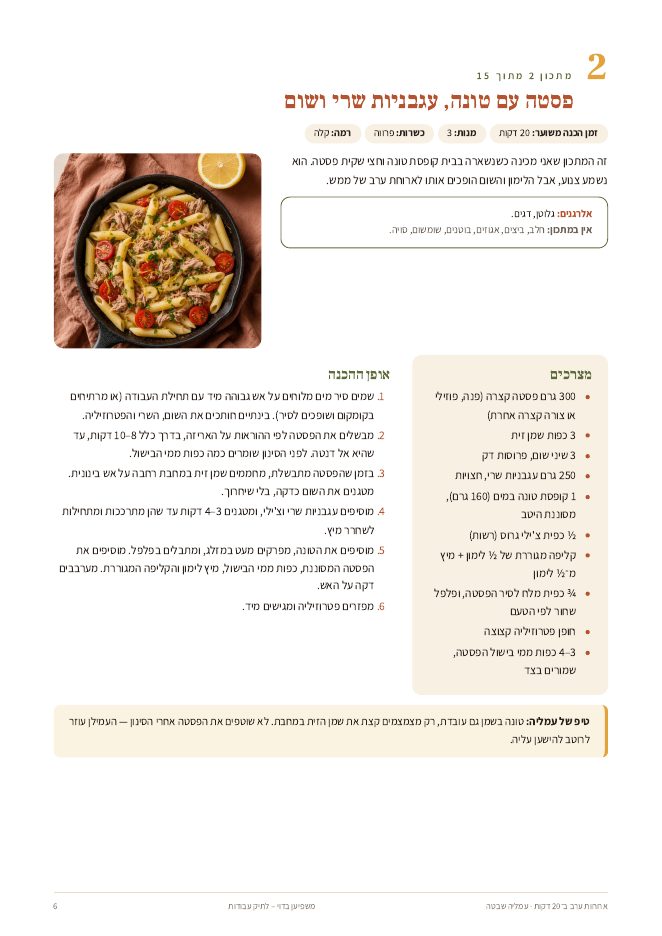 2
מתכון 2 מתוך 15
פסטה עם טונה, עגבניות שרי ושום
זמן הכנה משוער: 20 דקות
מנות: 3
כשרות: פרווה
רמה: קלה
זה המתכון שאני מכינה כשנשארה בבית קופסת טונה וחצי שקית פסטה. הוא
נשמע צנוע, אבל הלימון והשום הופכים אותו לארוחת ערב של ממש.
אלרגנים: גלוטן, דגים.
אין במתכון: חלב, ביצים, אגוזים, בוטנים, שומשום, סויה.
מצרכים
• 300 גרם פסטה קצרה (פנה, פוזילי
או צורה קצרה אחרת)
• 3 כפות שמן זית
• 3 שיני שום, פרוסות דק
• 250 גרם עגבניות שרי, חצויות
• 1 קופסת טונה במים (160 גרם),
מסוננת היטב
• ½ כפית צ'ילי גרוס (רשות)
• קליפה מגוררת של ½ לימון + מיץ
מ־½ לימון
• ¾ כפית מלח לסיר הפסטה, ופלפל
שחור לפי הטעם
• חופן פטרוזיליה קצוצה
• 3–4 כפות ממי בישול הפסטה,
שמורים בצד
אופן ההכנה
1. שמים סיר מים מלוחים על אש גבוהה מיד עם תחילת העבודה (או מרתיחים
בקומקום ושופכים לסיר). בינתיים חותכים את השום, השרי והפטרוזיליה.
2. מבשלים את הפסטה לפי ההוראות על האריזה, בדרך כלל 8–10 דקות, עד
שהיא אל דנטה. לפני הסינון שומרים כמה כפות ממי הבישול.
3. בזמן שהפסטה מתבשלת, מחממים שמן זית במחבת רחבה על אש בינונית.
מטגנים את השום כדקה, בלי שיחרוך.
4. מוסיפים עגבניות שרי וצ'ילי, ומטגנים 3–4 דקות עד שהן מתרככות ומתחילות
לשחרר מיץ.
5. מוסיפים את הטונה, מפרקים מעט במזלג, ומתבלים בפלפל. מוסיפים את
הפסטה המסוננת, כפות ממי הבישול, מיץ לימון והקליפה המגוררת. מערבבים
דקה על האש.
6. מפזרים פטרוזיליה ומגישים מיד.
טיפ של עמליה: טונה בשמן גם עובדת, רק מצמצמים קצת את שמן הזית במחבת. לא שוטפים את הפסטה אחרי הסינון — העמילן עוזר
לרוטב להישען עליה.
ארוחות ערב ב־20 דקות · עמליה שבטה
משפיען בדוי – לתיק עבודות
6